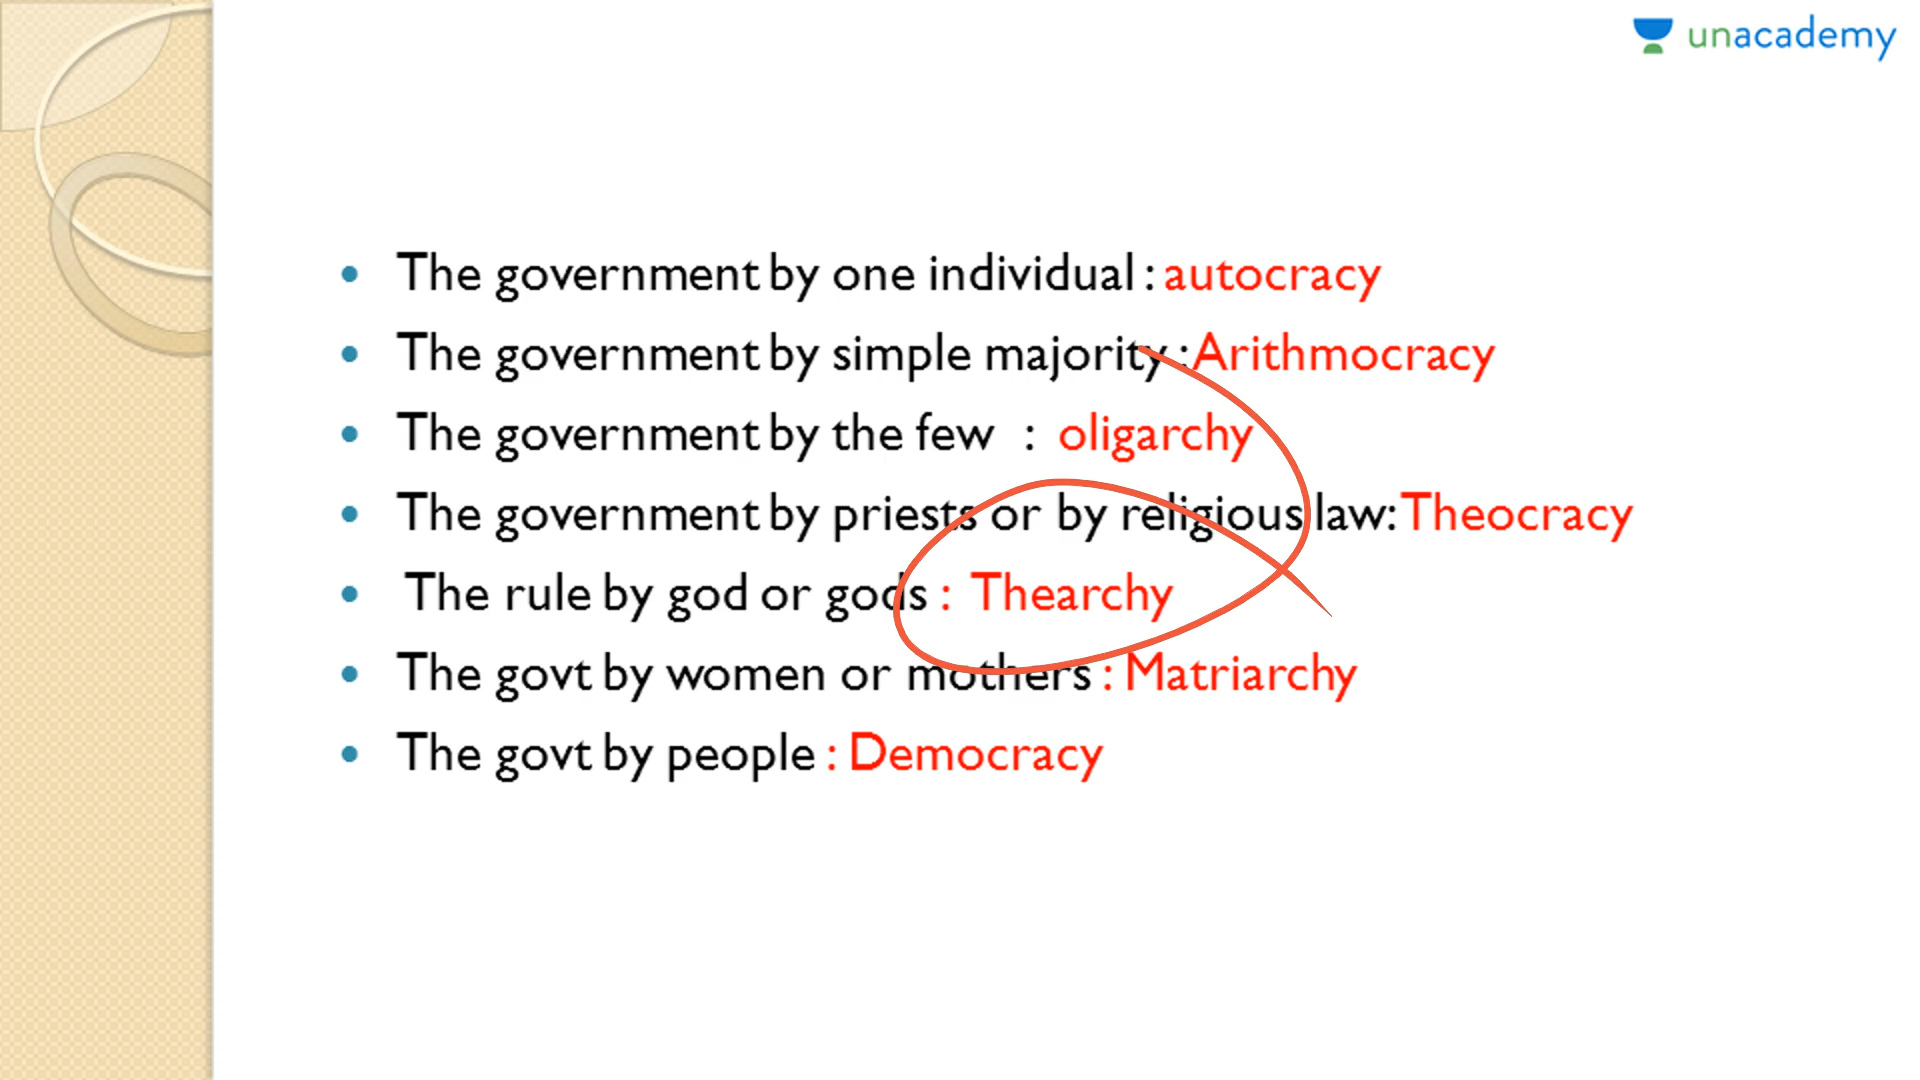 unacademy
• The government by one individual : autocracy
• The government by simple majority : Arithmocracy
• The government by the few : oligarchy
• The government by priests or by religious law: Theocracy
• The rule by god or gods : Thearchy
• The govt by women or mothers : Matriarchy
• The govt by people : Democracy